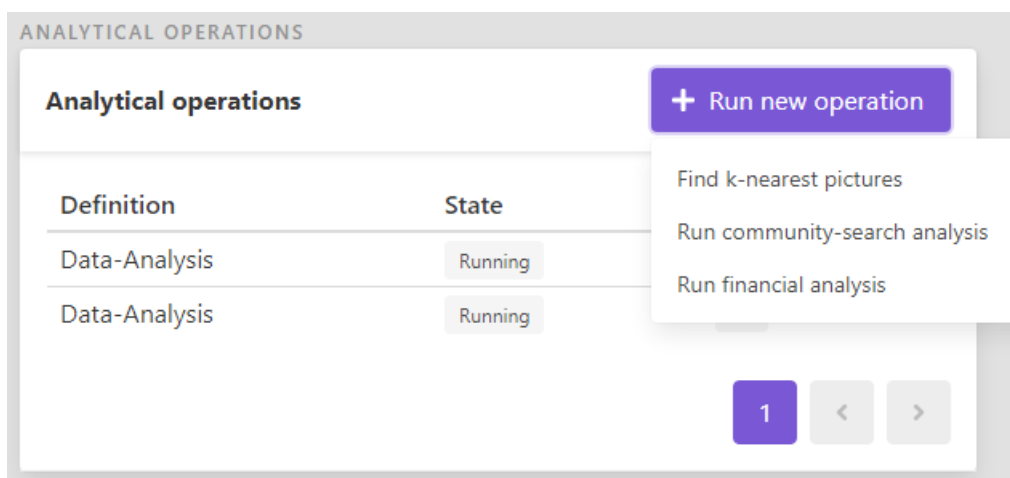 ANALYTICAL OPERATIONS
Analytical operations
+ Run new operation
Find k-nearest pictures
Run community-search analysis
Run financial analysis
Definition State
Data-Analysis Running
Data-Analysis Running
1 < >